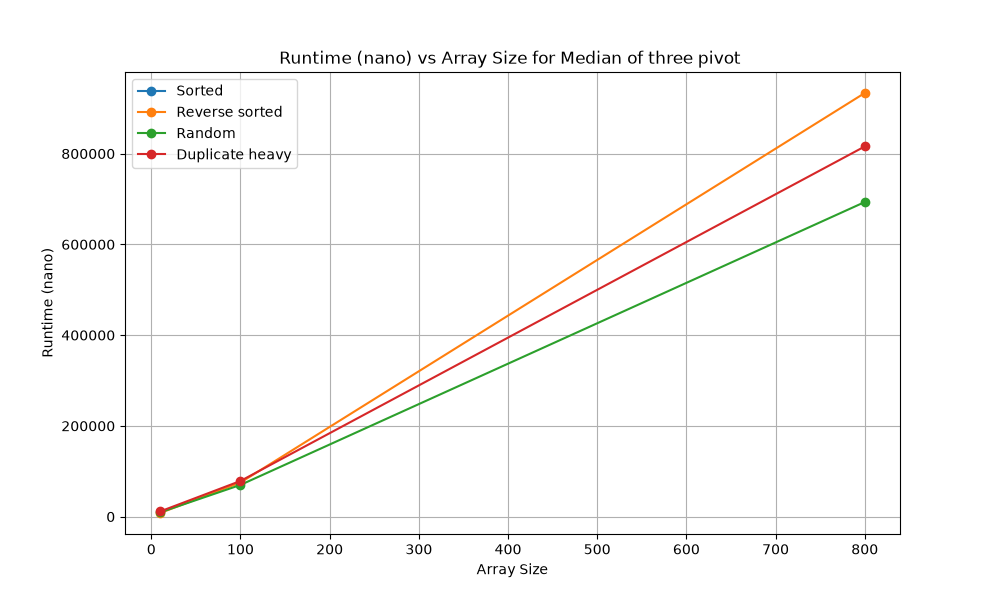 Runtime (nano) vs Array Size for Median of three pivot
Sorted
Reverse sorted
Random
Duplicate heavy
800000
600000
400000
200000
0
Runtime (nano)
0 100 200 300 400 500 600 700 800
Array Size